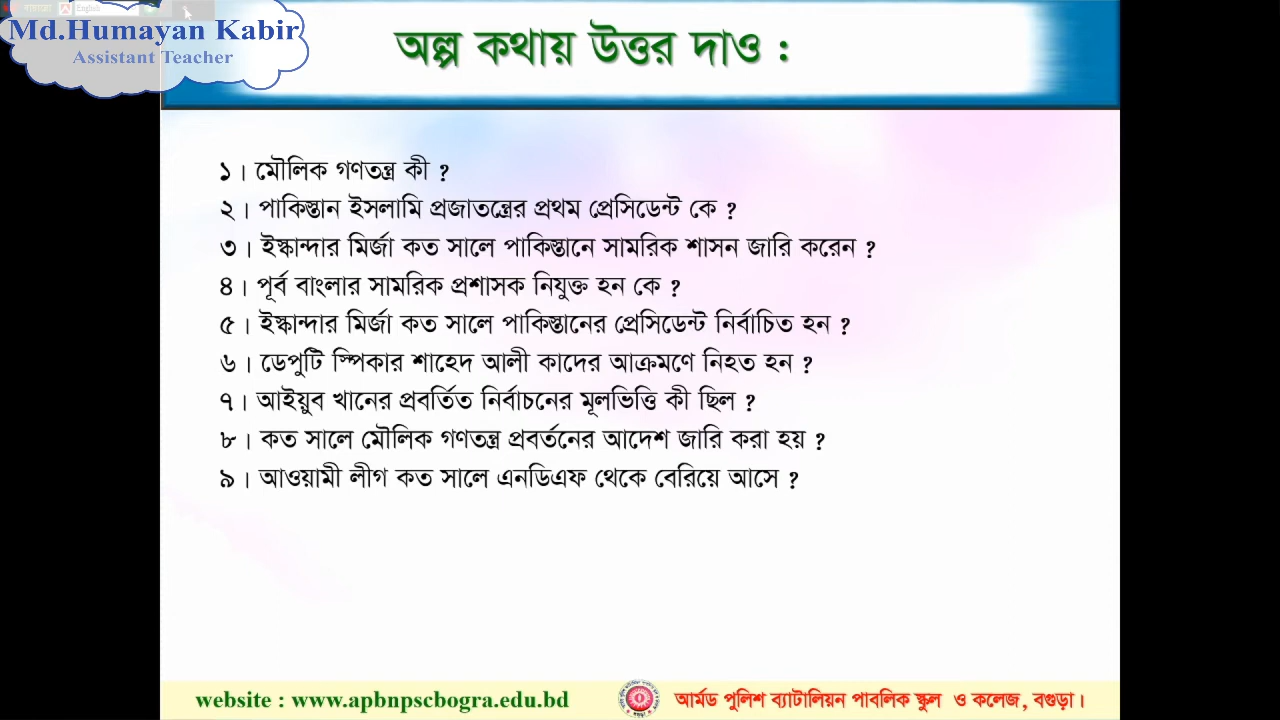 English
Md.Humayan Kabir
Assistant Teacher
অল্প কথায় উত্তর দাও :
১। মৌলিক গণতন্ত্র কী ?
২। পাকিস্তান ইসলামি প্রজাতন্ত্রের প্রথম প্রেসিডেন্ট কে ?
৩। ইস্কান্দার মির্জা কত সালে পাকিস্তানে সামরিক শাসন জারি করেন ?
৪। পূর্ব বাংলার সামরিক প্রশাসক নিযুক্ত হন কে ?
৫। ইস্কান্দার মির্জা কত সালে পাকিস্তানের প্রেসিডেন্ট নির্বাচিত হন ?
৬। ডেপুটি স্পিকার শাহেদ আলী কাদের আক্রমণে নিহত হন ?
৭। আইয়ুব খানের প্রবর্তিত নির্বাচনের মূলভিত্তি কী ছিল ?
৮। কত সালে মৌলিক গণতন্ত্র প্রবর্তনের আদেশ জারি করা হয় ?
৯। আওয়ামী লীগ কত সালে এনডিএফ থেকে বেরিয়ে আসে ?
website : www.apbnpscbogra.edu.bd আর্মড পুলিশ ব্যাটালিয়ন পাবলিক স্কুল ও কলেজ, বগুড়া।